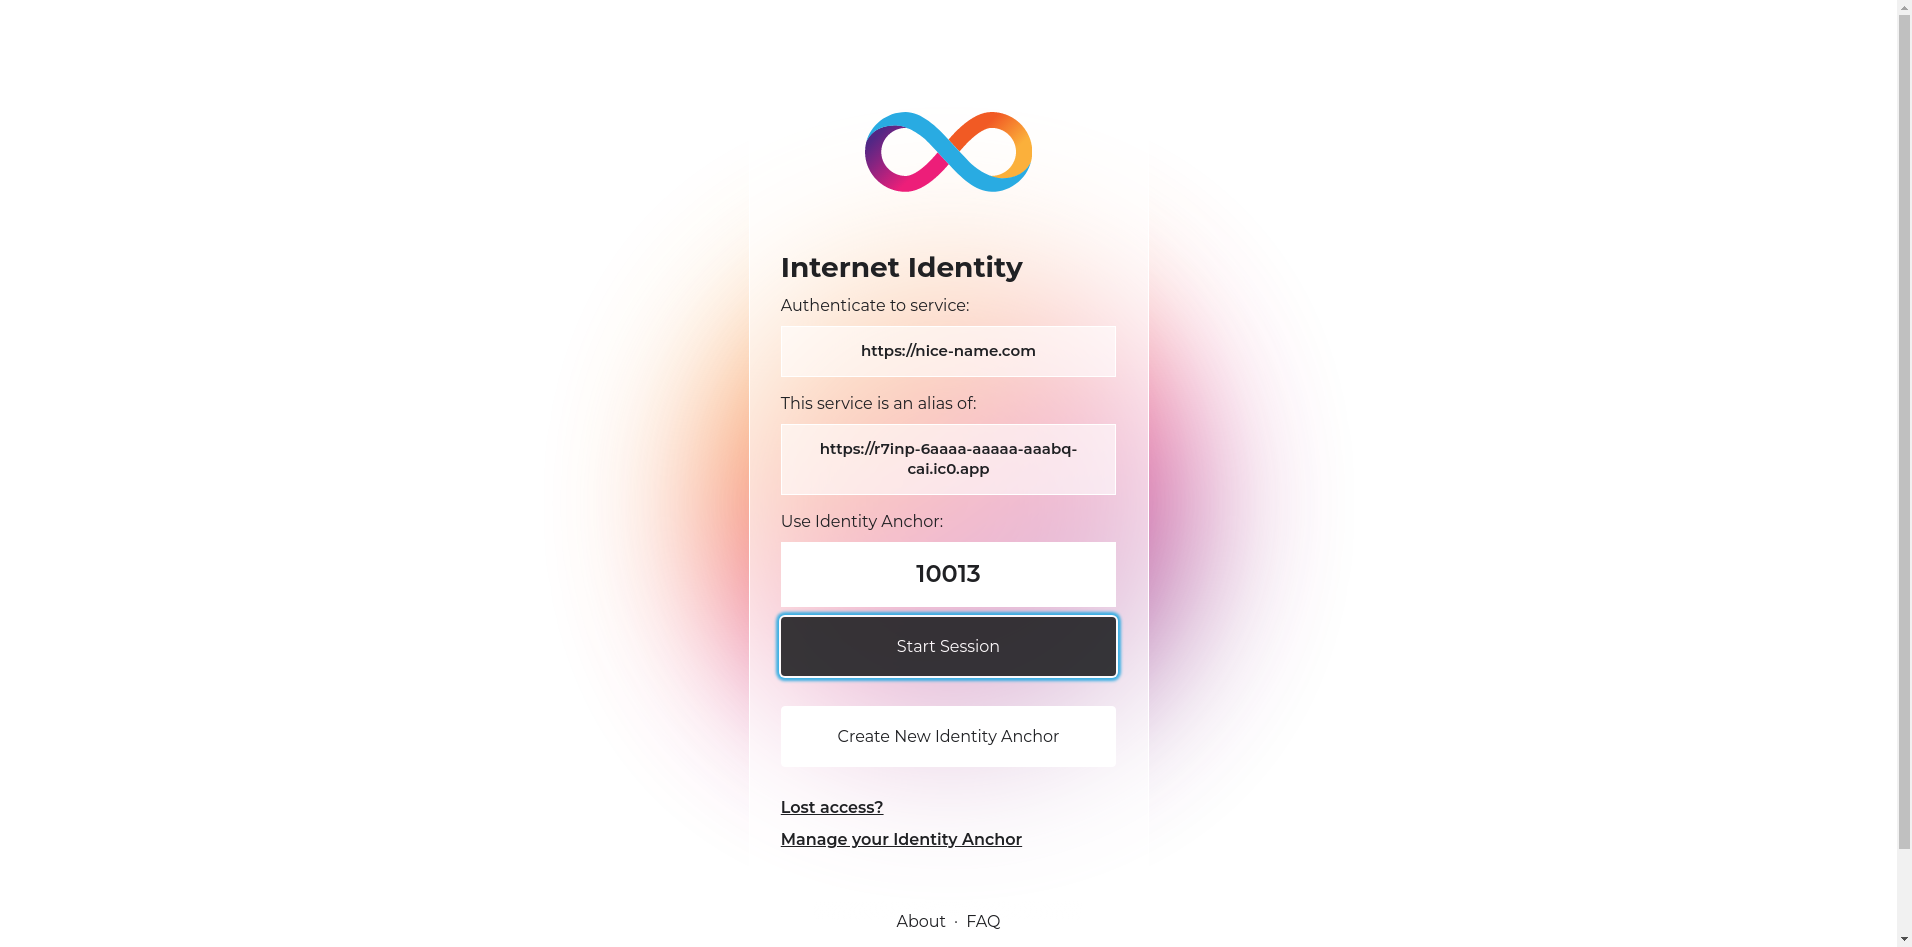 Internet Identity
Authenticate to service:
https://nice-name.com
This service is an alias of:
https://r7inp-6aaaa-aaaaa-aaabq-
cai.ic0.app
Use Identity Anchor:
10013
Start Session
Create New Identity Anchor
Lost access?
Manage your Identity Anchor
About · FAQ